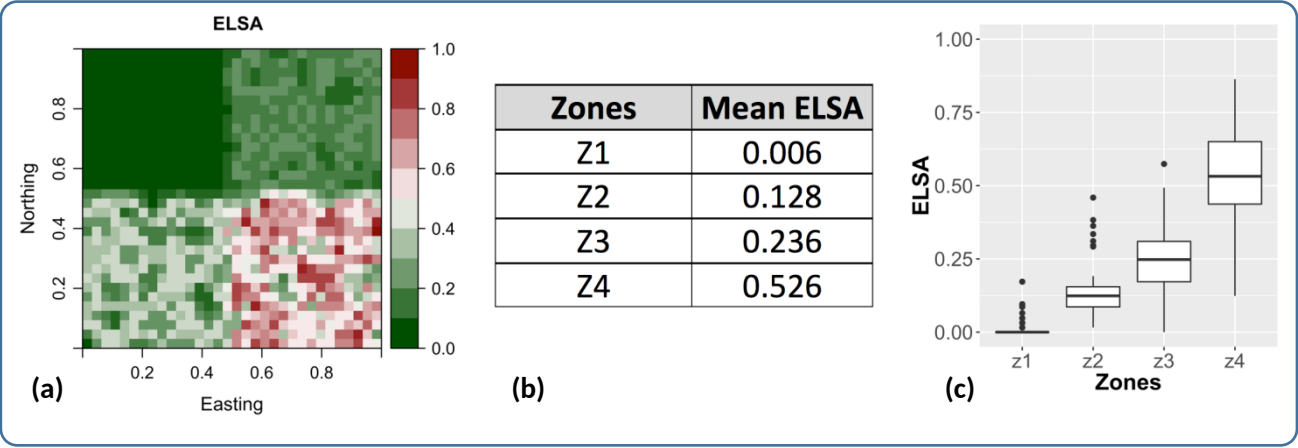 ELSA
Northing
0.8
0.6
0.4
0.2
0.2 0.4 0.6 0.8
Easting
1.0
0.8
0.6
0.4
0.2
0.0
(a)
Zones Mean ELSA
Z1 0.006
Z2 0.128
Z3 0.236
Z4 0.526
(b)
ELSA
1.00
0.75
0.50
0.25
0.00
z1 z2 z3 z4
Zones
(c)